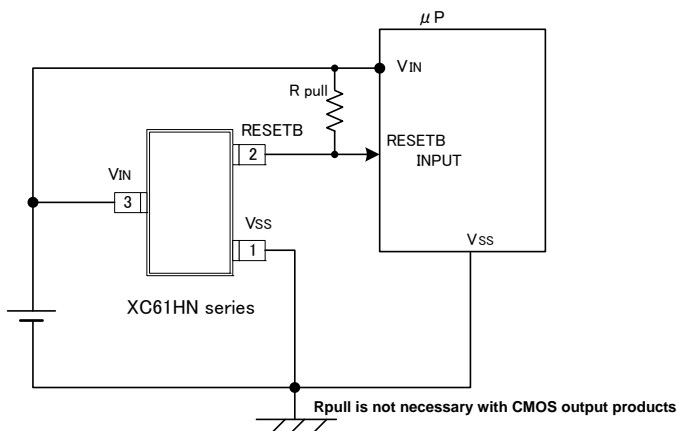 μP
VIN
R pull
RESETB
2
RESETB
INPUT
VIN
3
VSS
1
VSS
XC61HN series
Rpull is not necessary with CMOS output products